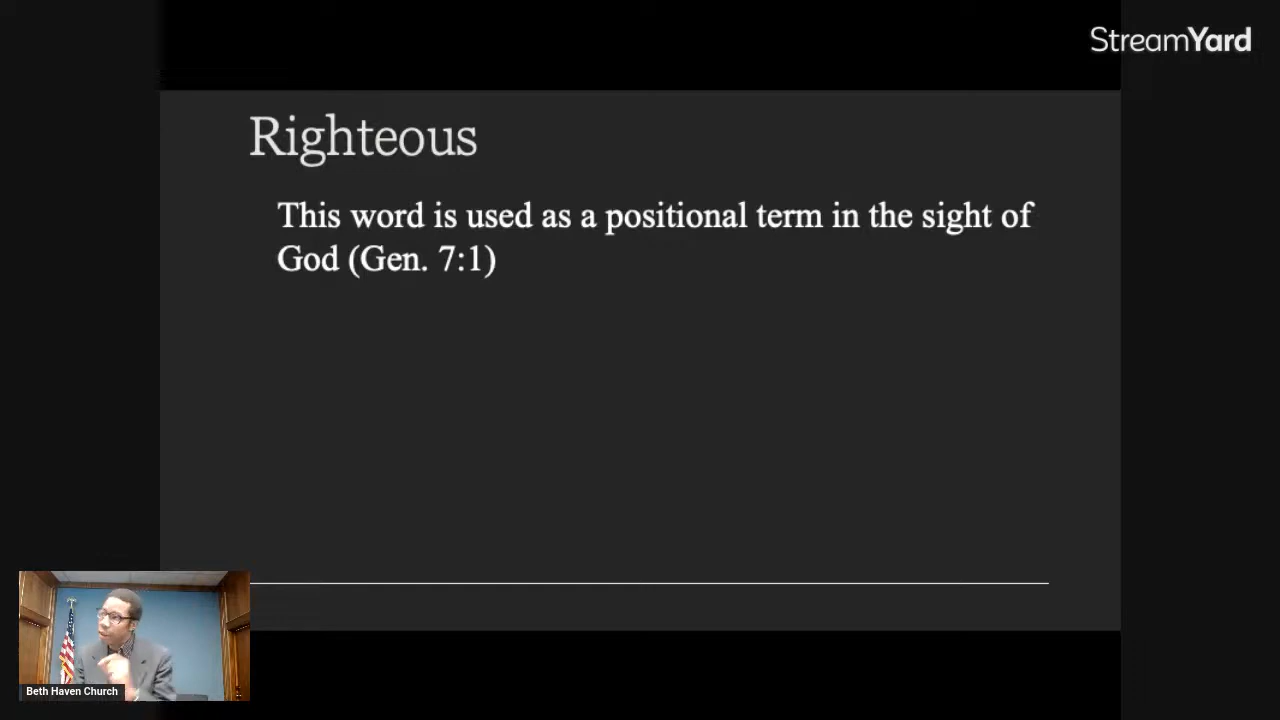 StreamYard
Righteous
This word is used as a positional term in the sight of
God (Gen. 7:1)
Beth Haven Church